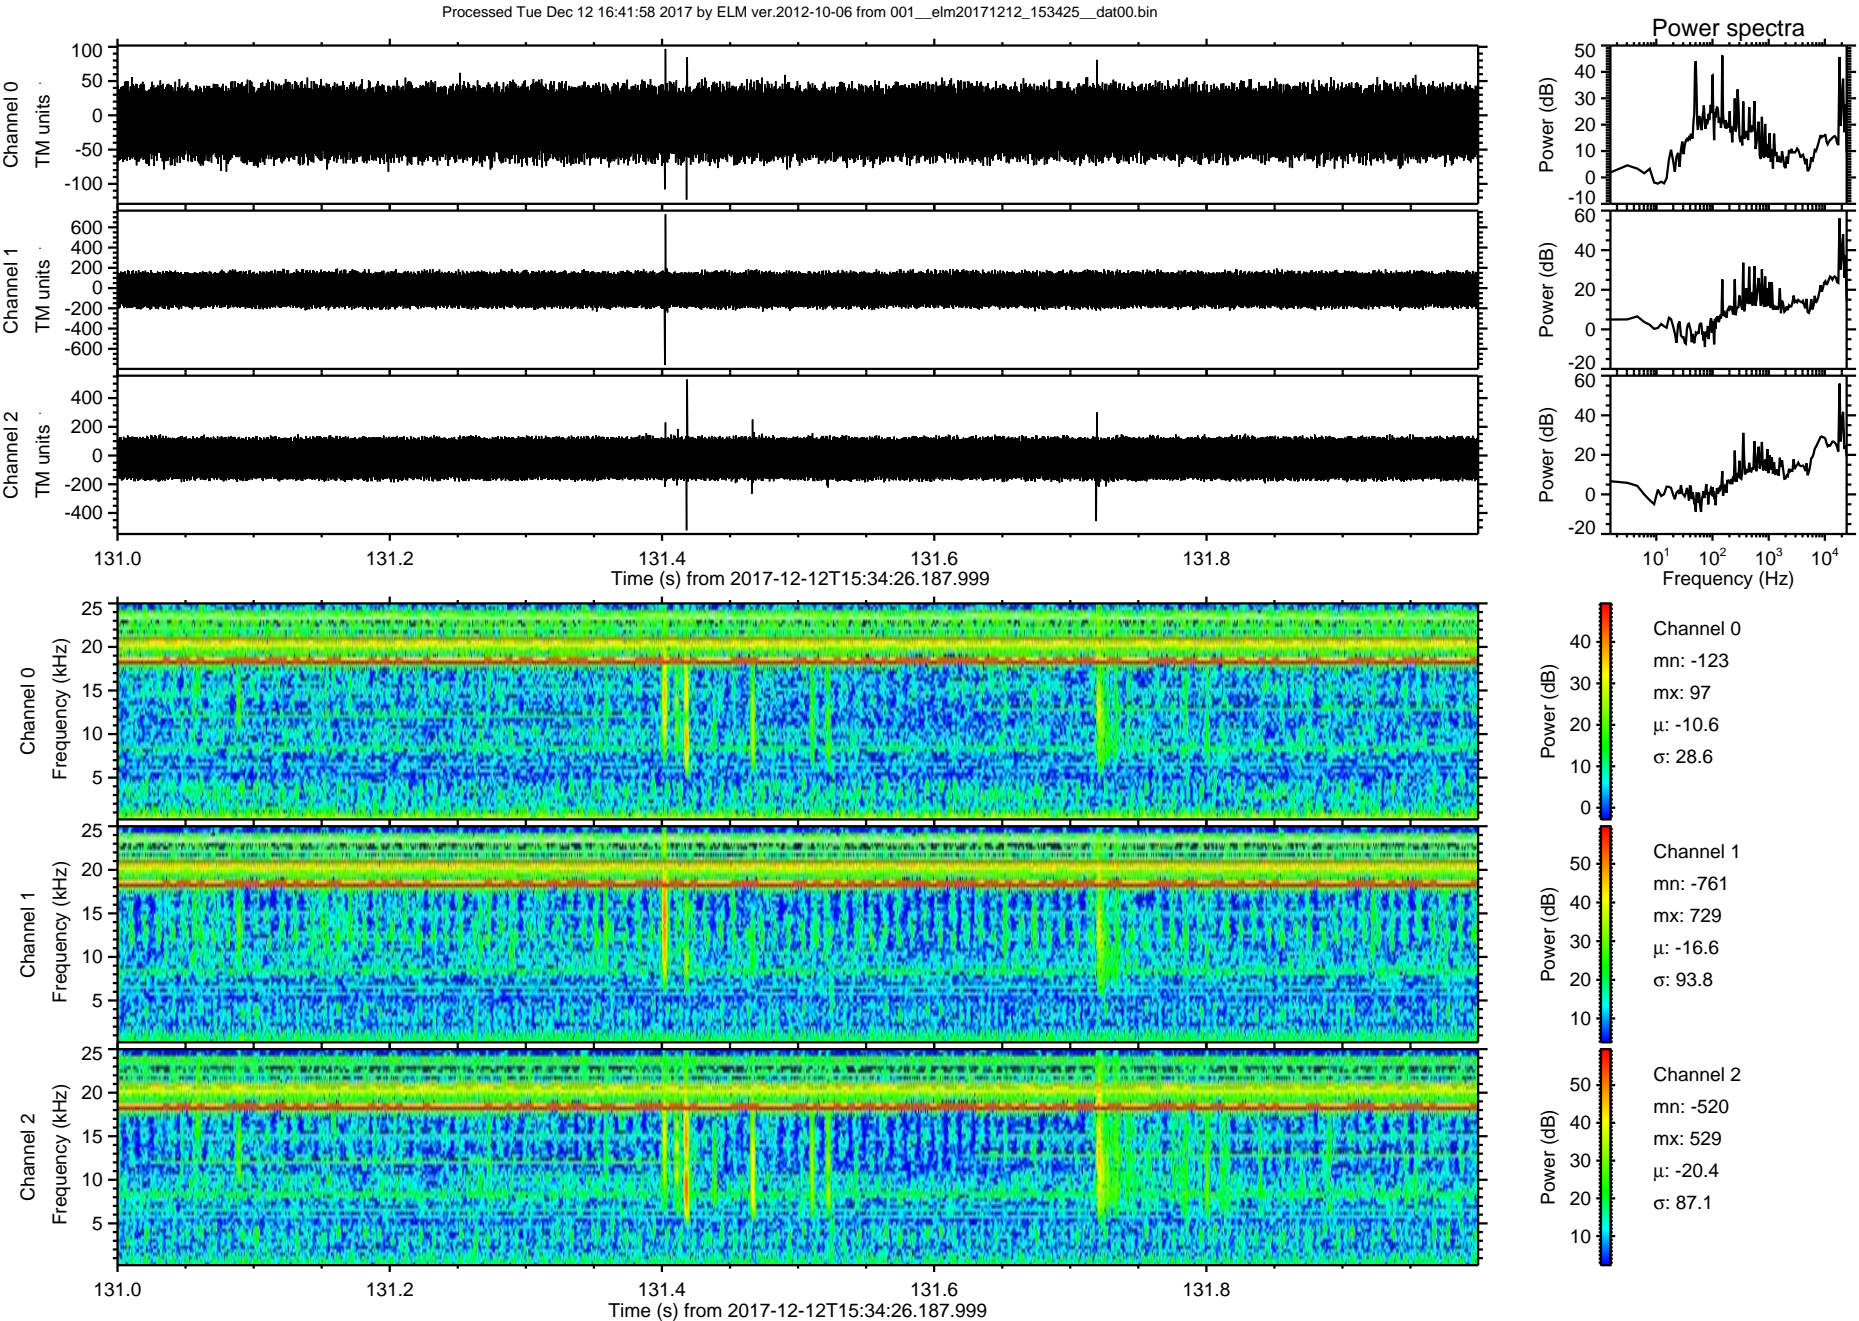 Processed Tue Dec 12 16:41:58 2017 by ELM ver.2012-10-06 from 001__elm20171212_153425__dat00.bin
Power spectra
Channel 0
TM units
100
50
0
-50
-100
Power (dB)
50
40
30
20
10
0
-10
Channel 1
TM units
600
400
200
0
-200
-400
-600
Power (dB)
60
40
20
0
-20
Channel 2
TM units
400
200
0
-200
-400
Power (dB)
60
40
20
0
-20
131.0 131.2 131.4 131.6 131.8
Time (s) from 2017-12-12T15:34:26.187.999
10¹ 10² 10³ 10⁴
Frequency (Hz)
Channel 0
Frequency (kHz)
25
20
15
10
5
Power (dB)
40
30
20
10
0
Channel 0
mn: -123
mx: 97
μ: -10.6
σ: 28.6
Channel 1
Frequency (kHz)
25
20
15
10
5
Power (dB)
50
40
30
20
10
Channel 1
mn: -761
mx: 729
μ: -16.6
σ: 93.8
Channel 2
Frequency (kHz)
25
20
15
10
5
Power (dB)
50
40
30
20
10
Channel 2
mn: -520
mx: 529
μ: -20.4
σ: 87.1
131.0 131.2 131.4 131.6 131.8
Time (s) from 2017-12-12T15:34:26.187.999